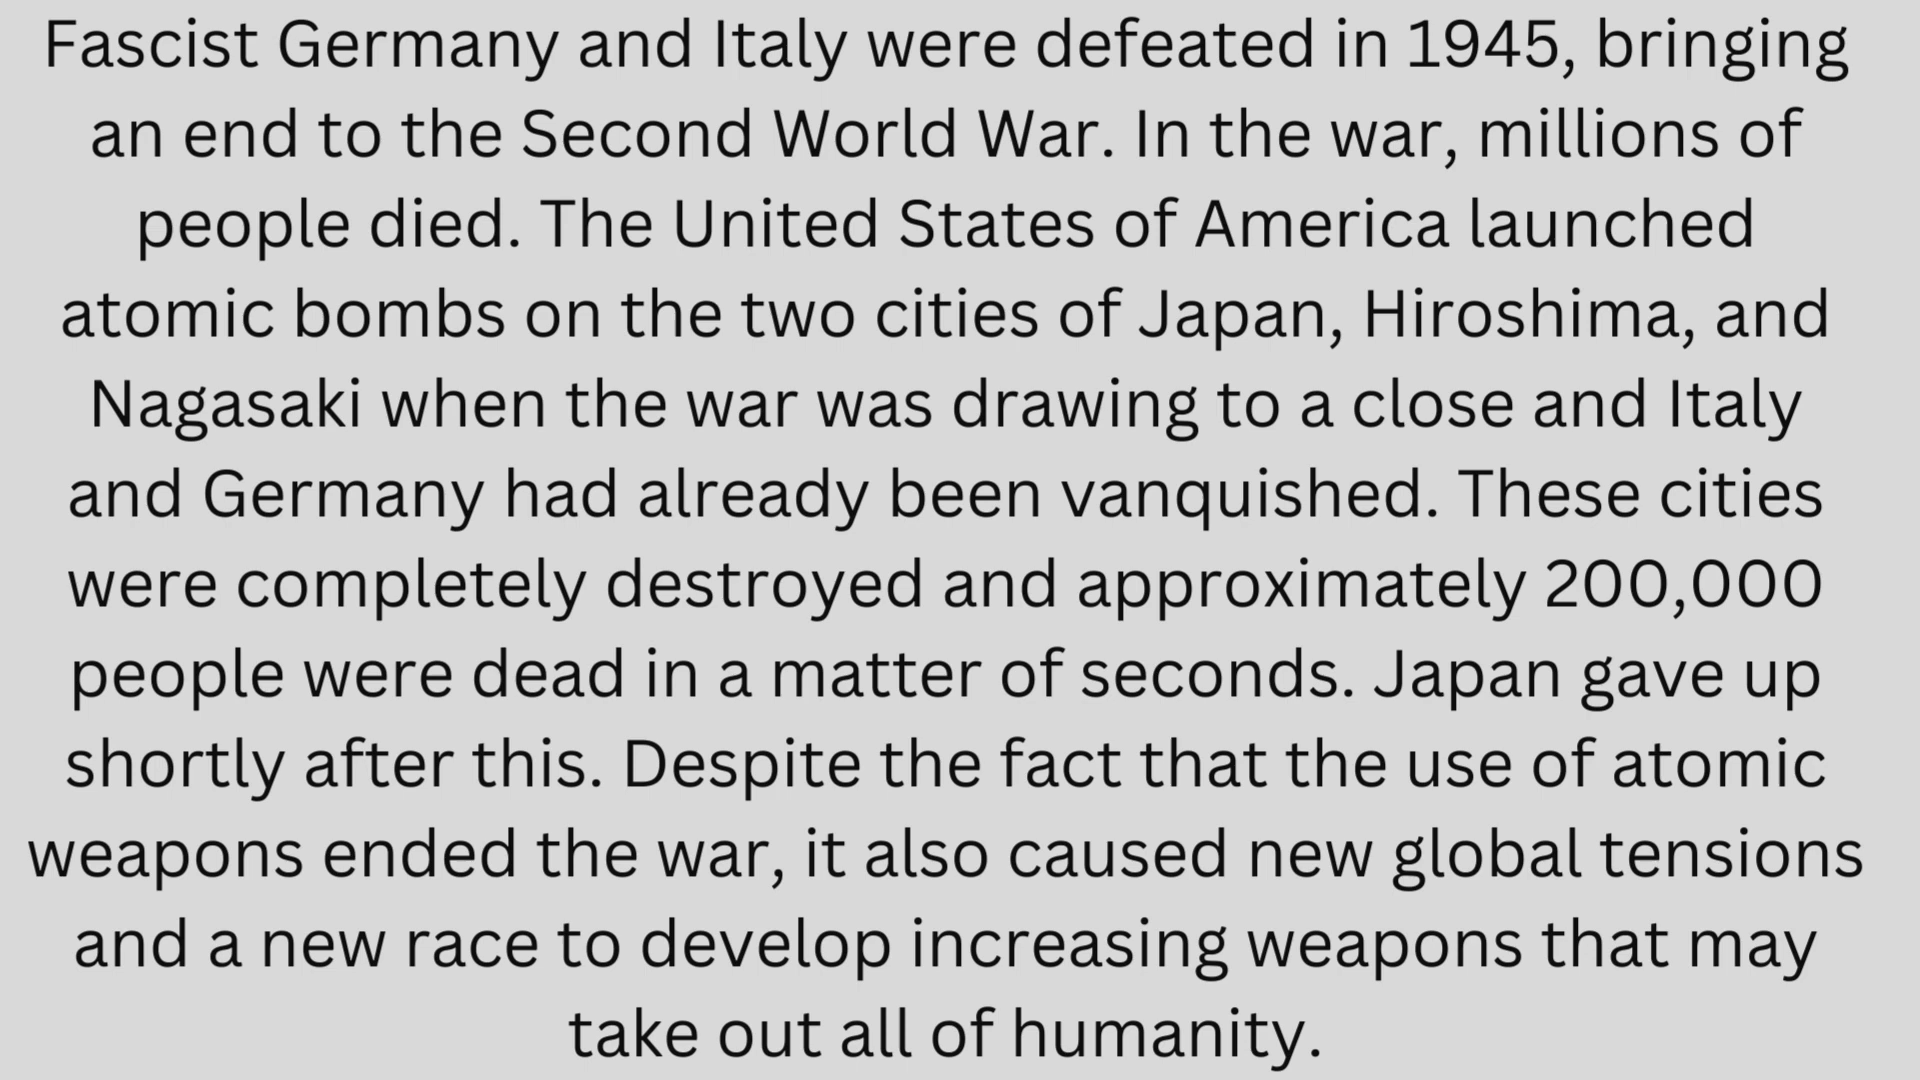 Fascist Germany and Italy were defeated in 1945, bringing
an end to the Second World War. In the war, millions of
people died. The United States of America launched
atomic bombs on the two cities of Japan, Hiroshima, and
Nagasaki when the war was drawing to a close and Italy
and Germany had already been vanquished. These cities
were completely destroyed and approximately 200,000
people were dead in a matter of seconds. Japan gave up
shortly after this. Despite the fact that the use of atomic
weapons ended the war, it also caused new global tensions
and a new race to develop increasing weapons that may
take out all of humanity.